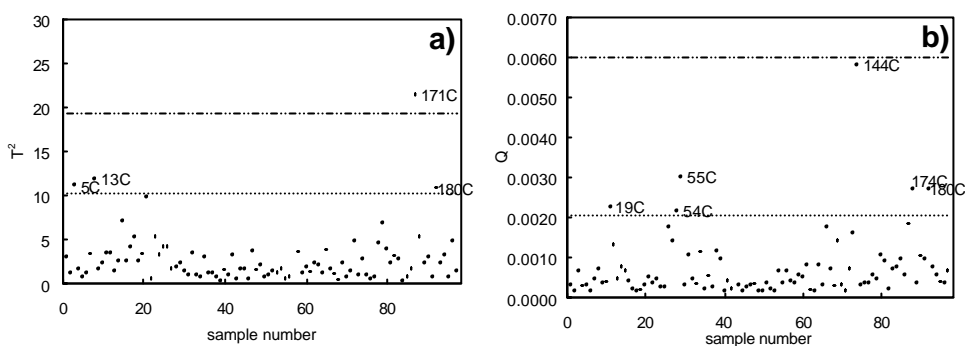 a)
30
25
20
15
10
5
0
T²
171C
13C
5C
180C
0 20 40 60 80
sample number
b)
0.0070
0.0060
0.0050
0.0040
0.0030
0.0020
0.0010
0.0000
Q
144C
55C
174C
180C
19C
54C
0 20 40 60 80
sample number